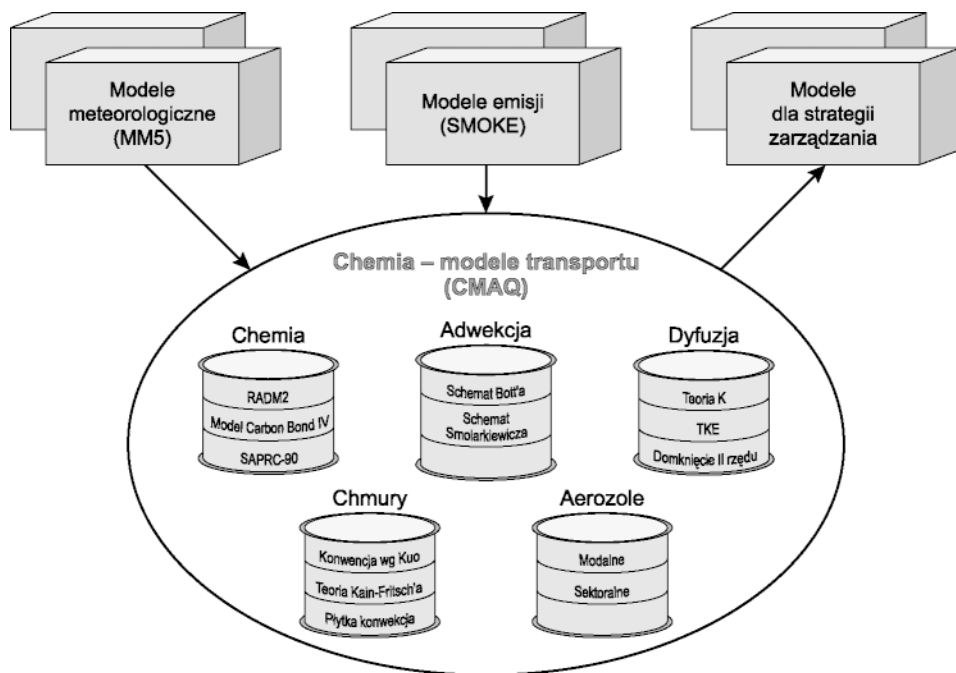 Modele
meteorologiczne
(MM5)
Modele emisji
(SMOKE)
Modele
dla strategii
zarządzania
Chemia – modele transportu
(CMAQ)
Chemia
RADM2
Model Carbon Bond IV
SAPRC-90
Adwekcja
Schemat Bott'a
Schemat
Smolarkiewicza
Dyfuzja
Teoria K
TKE
Domknięcie II rzędu
Chmury
Konwencja wg Kuo
Teoria Kain-Fritsch'a
Płytka konwekcja
Aerozole
Modalne
Sektoralne